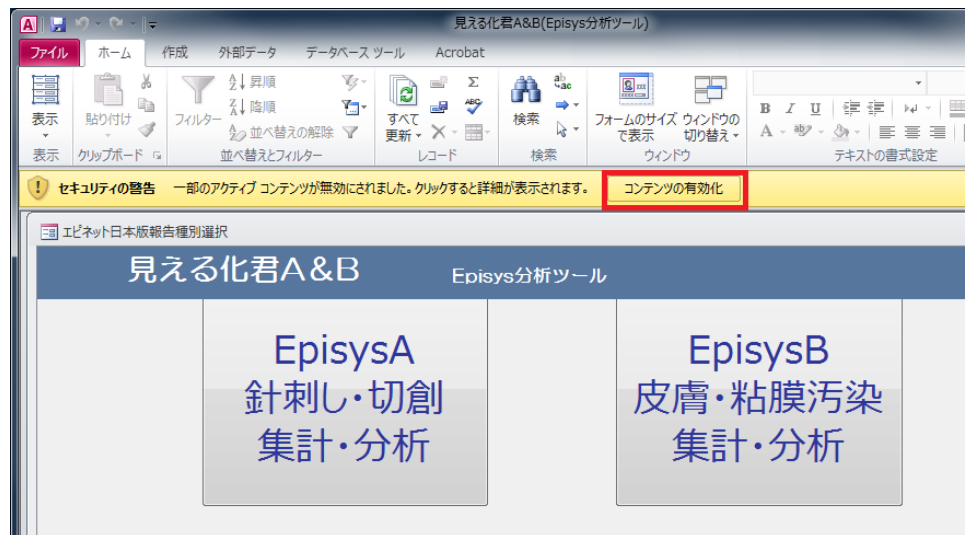 見える化君A&B(Episys分析ツール)
ファイル ホーム 作成 外部データ データベース ツール Acrobat
表示
貼り付け
フィルター
昇順
降順
並べ替えの解除
すべて
更新
検索
フォームのサイズ
で表示
ウィンドウの
切り替え
B I U
表示 クリップボード 並べ替えとフィルター レコード 検索 ウィンドウ テキストの書式設定
セキュリティの警告 一部のアクティブ コンテンツが無効にされました。クリックすると詳細が表示されます。 コンテンツの有効化
エピネット日本版報告種別選択
見える化君A&B Episys分析ツール
EpisysA
針刺し・切創
集計・分析
EpisysB
皮膚・粘膜汚染
集計・分析